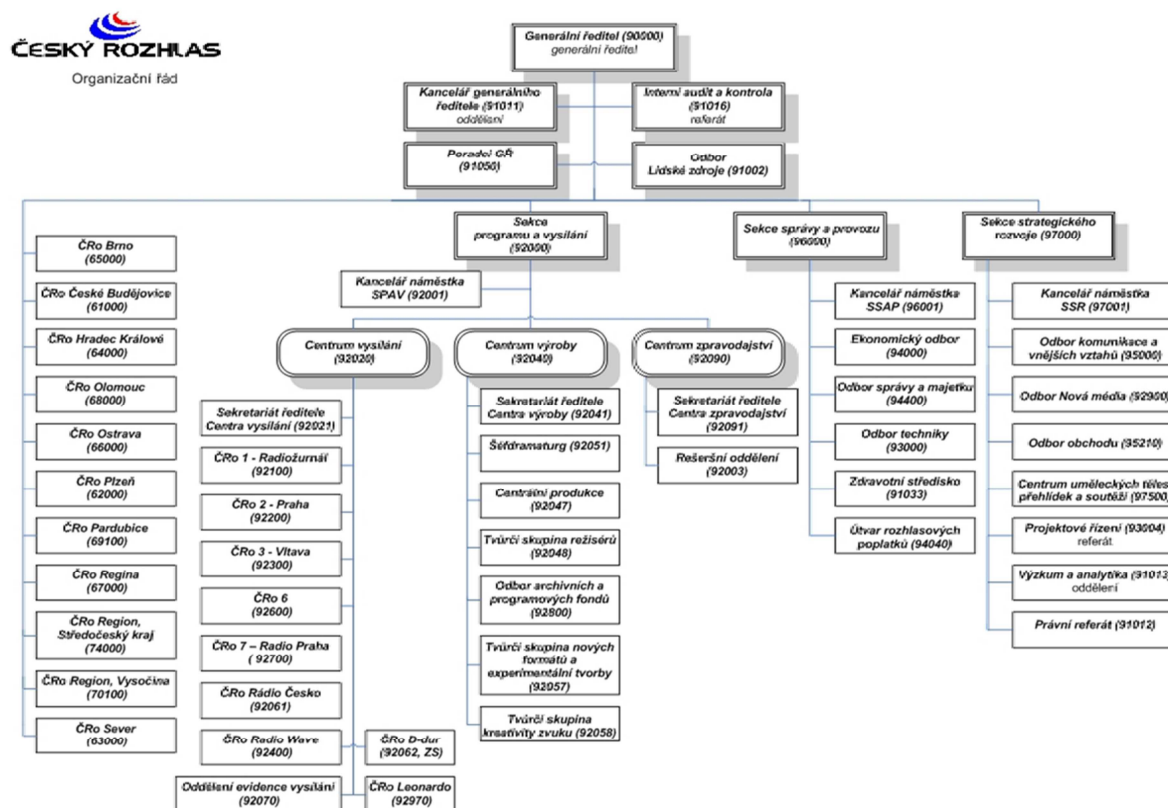 ČESKÝ ROZHLAS
Organizační řád
Generální ředitel (90000)
generální ředitel
Kancelář generálního
ředitele (91011)
oddělení
Interní audit a kontrola
(91016)
referát
Poradci GŘ
(91050)
Odbor
Lidské zdroje (91002)
Sekce
programu a vysílání
(92000)
Sekce správy a provozu
(96000)
Sekce strategického
rozvoje (97000)
Kancelář náměstka
SPAV (92001)
ČRo Brno
(65000)
ČRo České Budějovice
(61000)
ČRo Hradec Králové
(64000)
ČRo Olomouc
(68000)
ČRo Ostrava
(66000)
ČRo Plzeň
(62000)
ČRo Pardubice
(69100)
ČRo Regina
(67000)
ČRo Region,
Středočeský kraj
(74000)
ČRo Region, Vysočina
(70100)
ČRo Sever
(63000)
Centrum vysílání
(92020)
Sekretariát ředitele
Centra vysílání (92021)
ČRo 1 - Radiožurnál
(92100)
ČRo 2 - Praha
(92200)
ČRo 3 - Vltava
(92300)
ČRo 6
(92600)
ČRo 7 – Radio Praha
( 92700)
ČRo Rádio Česko
(92061)
ČRo Radio Wave
(92400)
ČRo D-dur
(92062, ZS)
Oddělení evidence vysílání
(92070)
ČRo Leonardo
(92970)
Centrum výroby
(92040)
Sekretariát ředitele
Centra výroby (92041)
Šéfdramaturg (92051)
Centrální produkce
(92047)
Tvůrčí skupina režisérů
(92048)
Odbor archivních a
programových fondů
(92800)
Tvůrčí skupina nových
formátů a
experimentální tvorby
(92057)
Tvůrčí skupina
kreativity zvuku (92058)
Centrum zpravodajství
(92090)
Sekretariát ředitele
Centra zpravodajství
(92091)
Rešeršní oddělení
(92003)
Kancelář náměstka
SSAP (96001)
Ekonomický odbor
(94000)
Odbor správy a majetku
(94400)
Odbor techniky
(93000)
Zdravotní středisko
(91033)
Útvar rozhlasových
poplatků (94040)
Kancelář náměstka
SSR (97001)
Odbor komunikace a
vnějších vztahů (95000)
Odbor Nová média (92900)
Odbor obchodu (95210)
Centrum uměleckých těles,
přehlídek a soutěží (97500)
Projektové řízení (93004)
referát
Výzkum a analytika (91013)
oddělení
Právní referát (91012)